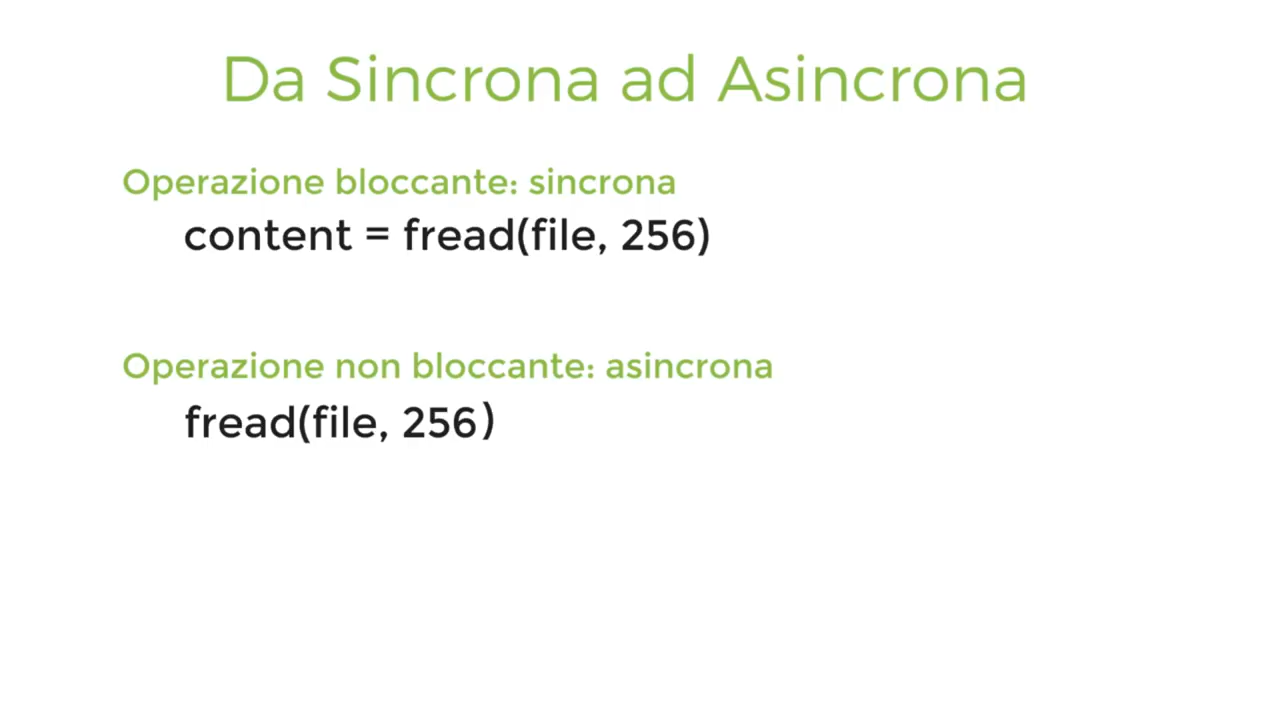 Da Sincrona ad Asincrona
Operazione bloccante: sincrona
content = fread(file, 256)
Operazione non bloccante: asincrona
fread(file, 256)